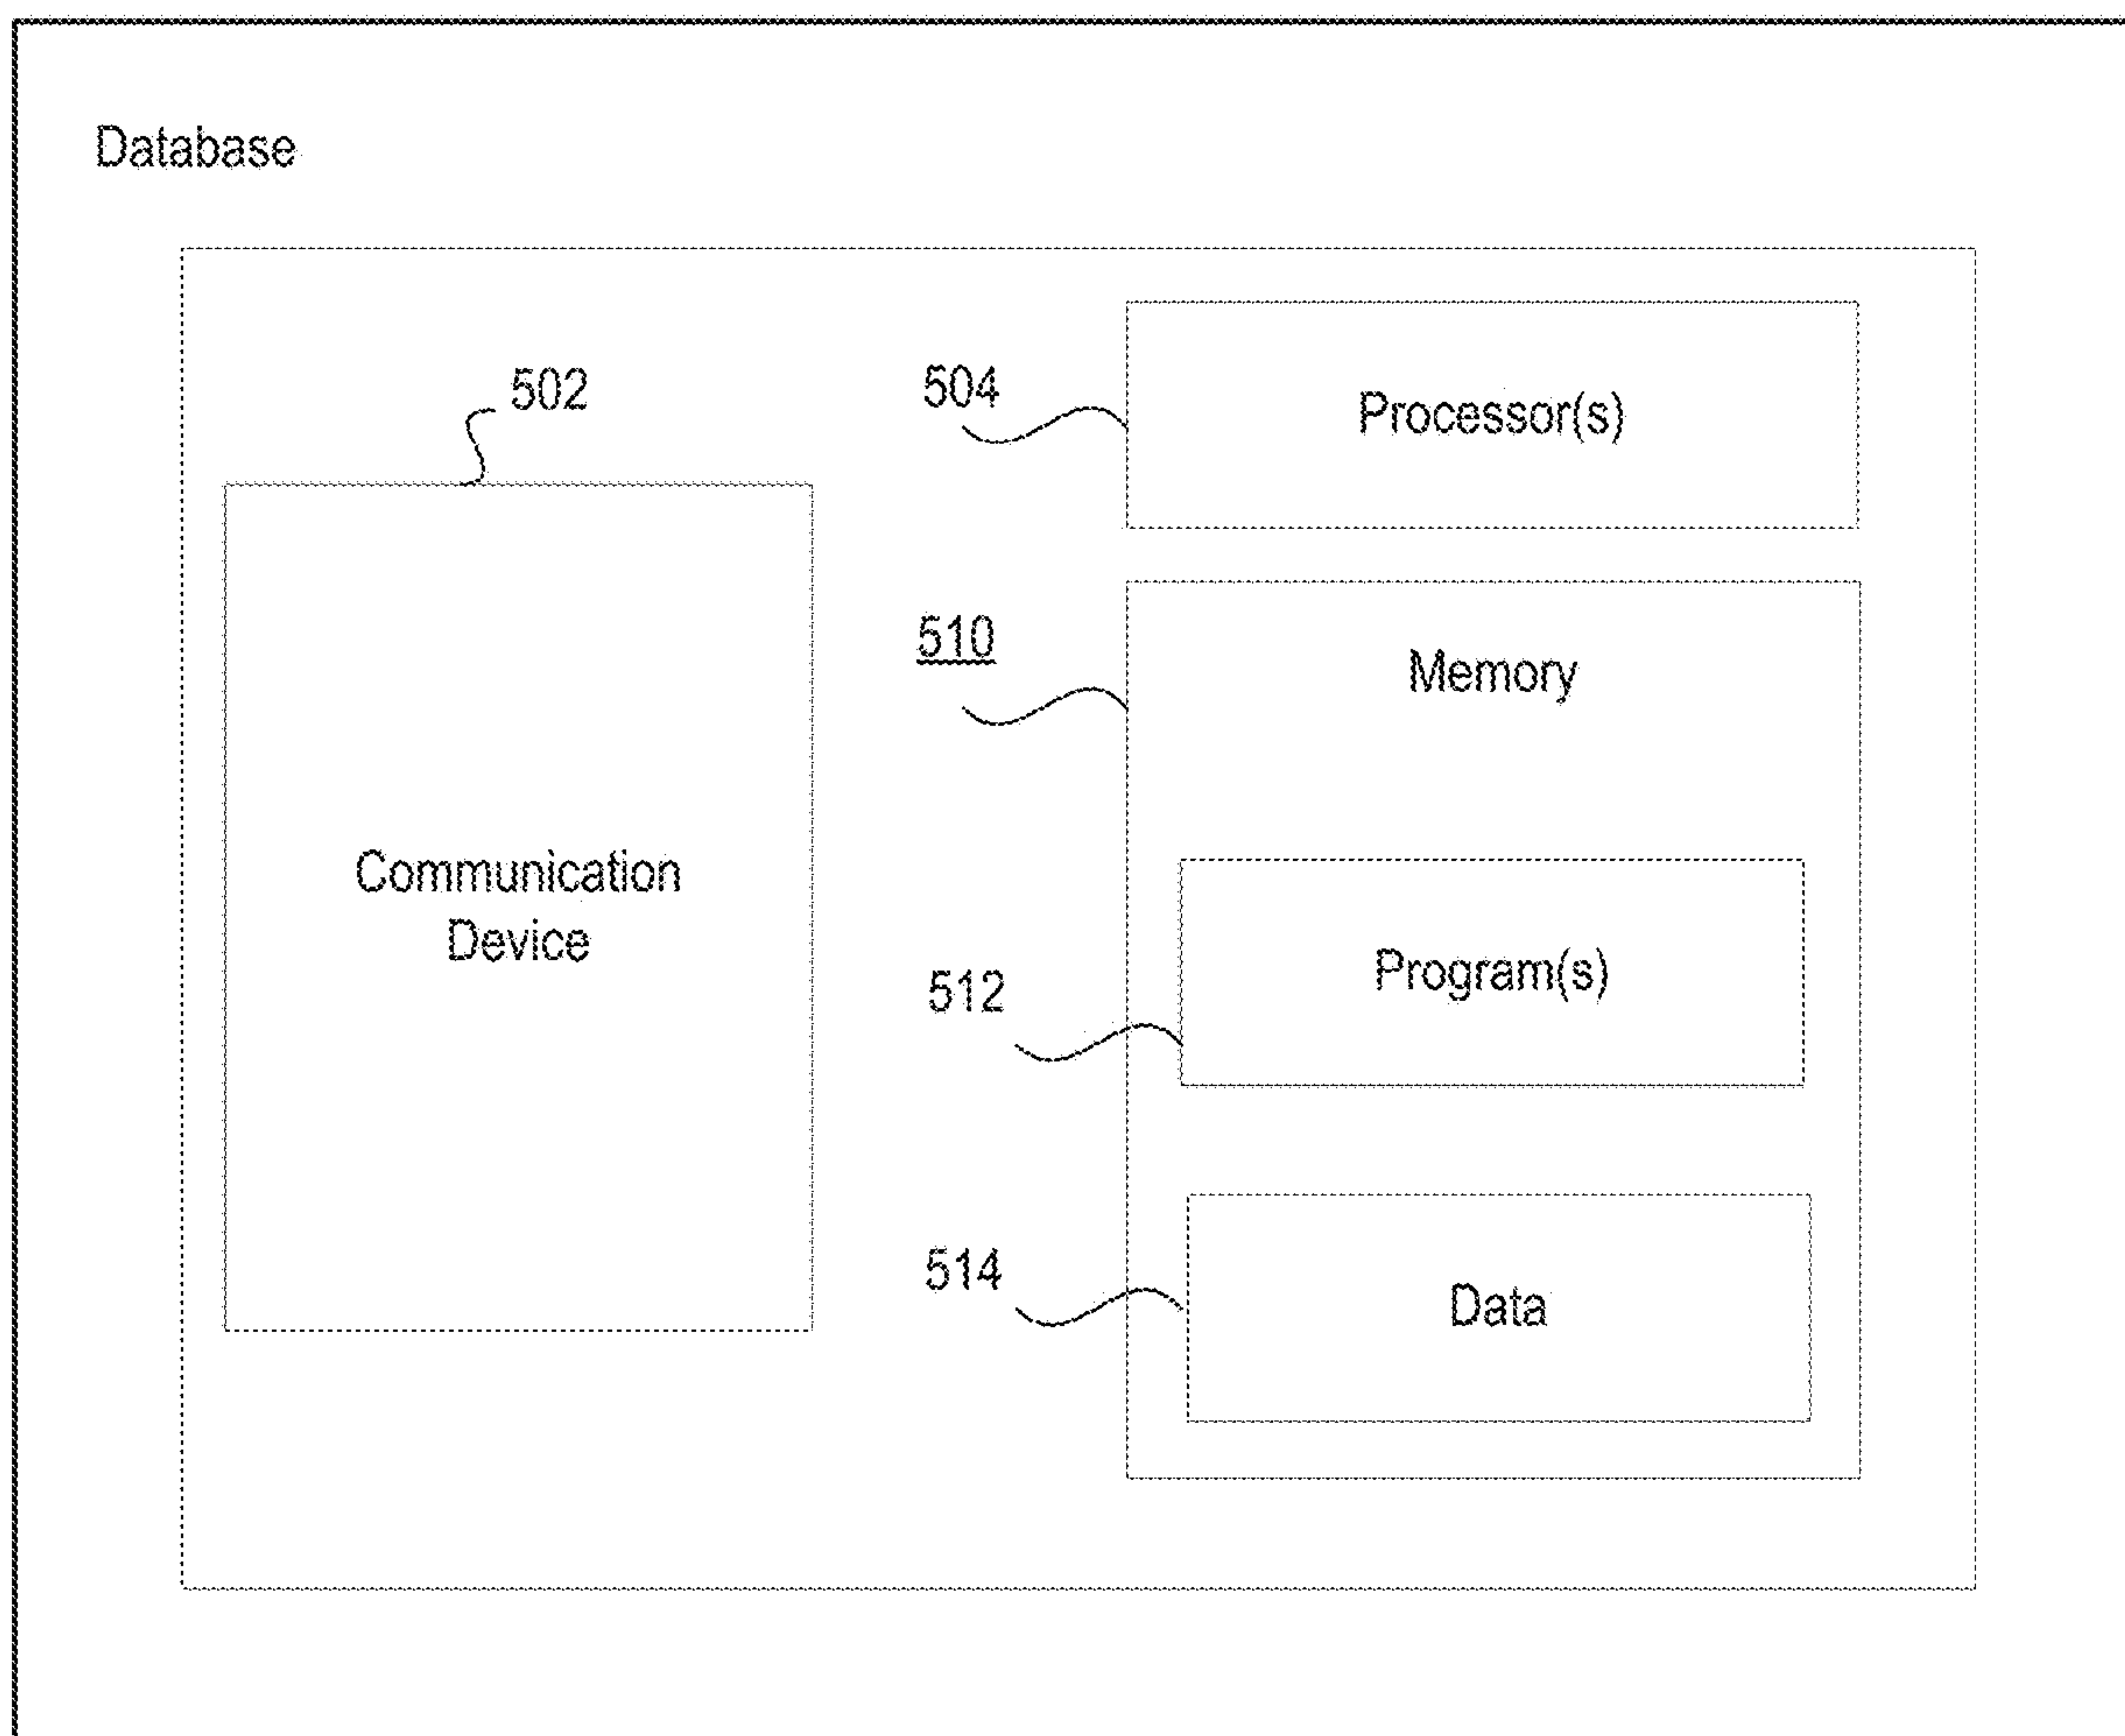 Database
502
504
Processor(s)
510
Memory
Communication
Device
512
Program(s)
514
Data